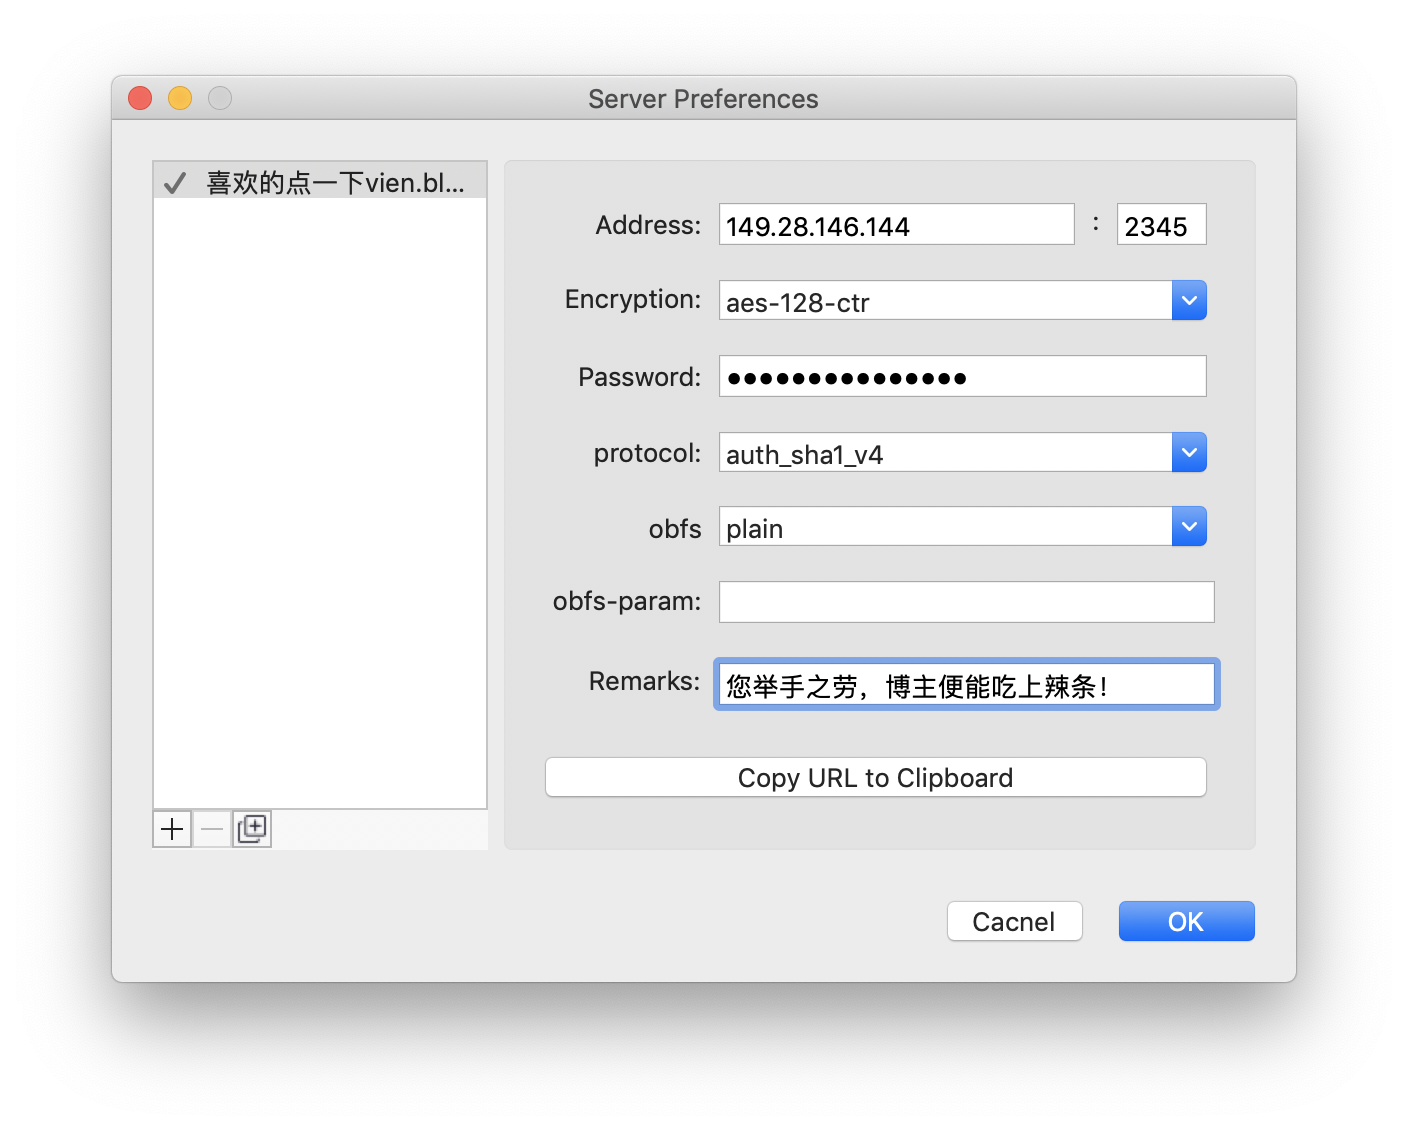 Server Preferences
喜欢的点一下vien.bl...
Address: 149.28.146.144 : 2345
Encryption: aes-128-ctr
Password: ●●●●●●●●●●●●●●●
protocol: auth_sha1_v4
obfs plain
obfs-param:
Remarks: 您举手之劳，博主便能吃上辣条！
Copy URL to Clipboard
Cacnel OK